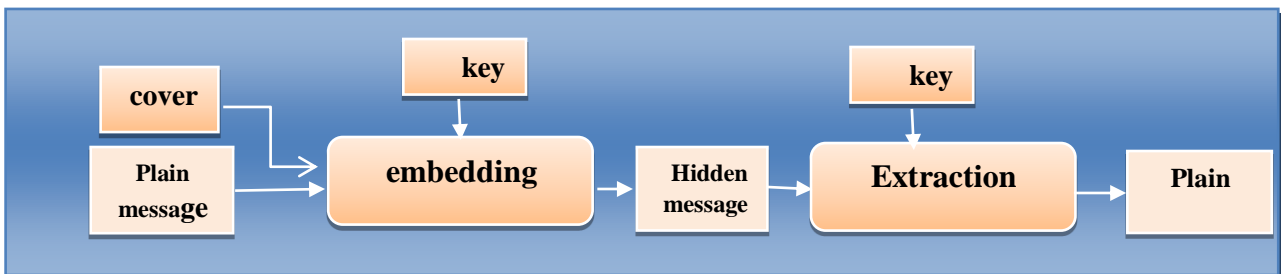 key
key
cover
Plain
message
embedding
Hidden
message
Extraction
Plain